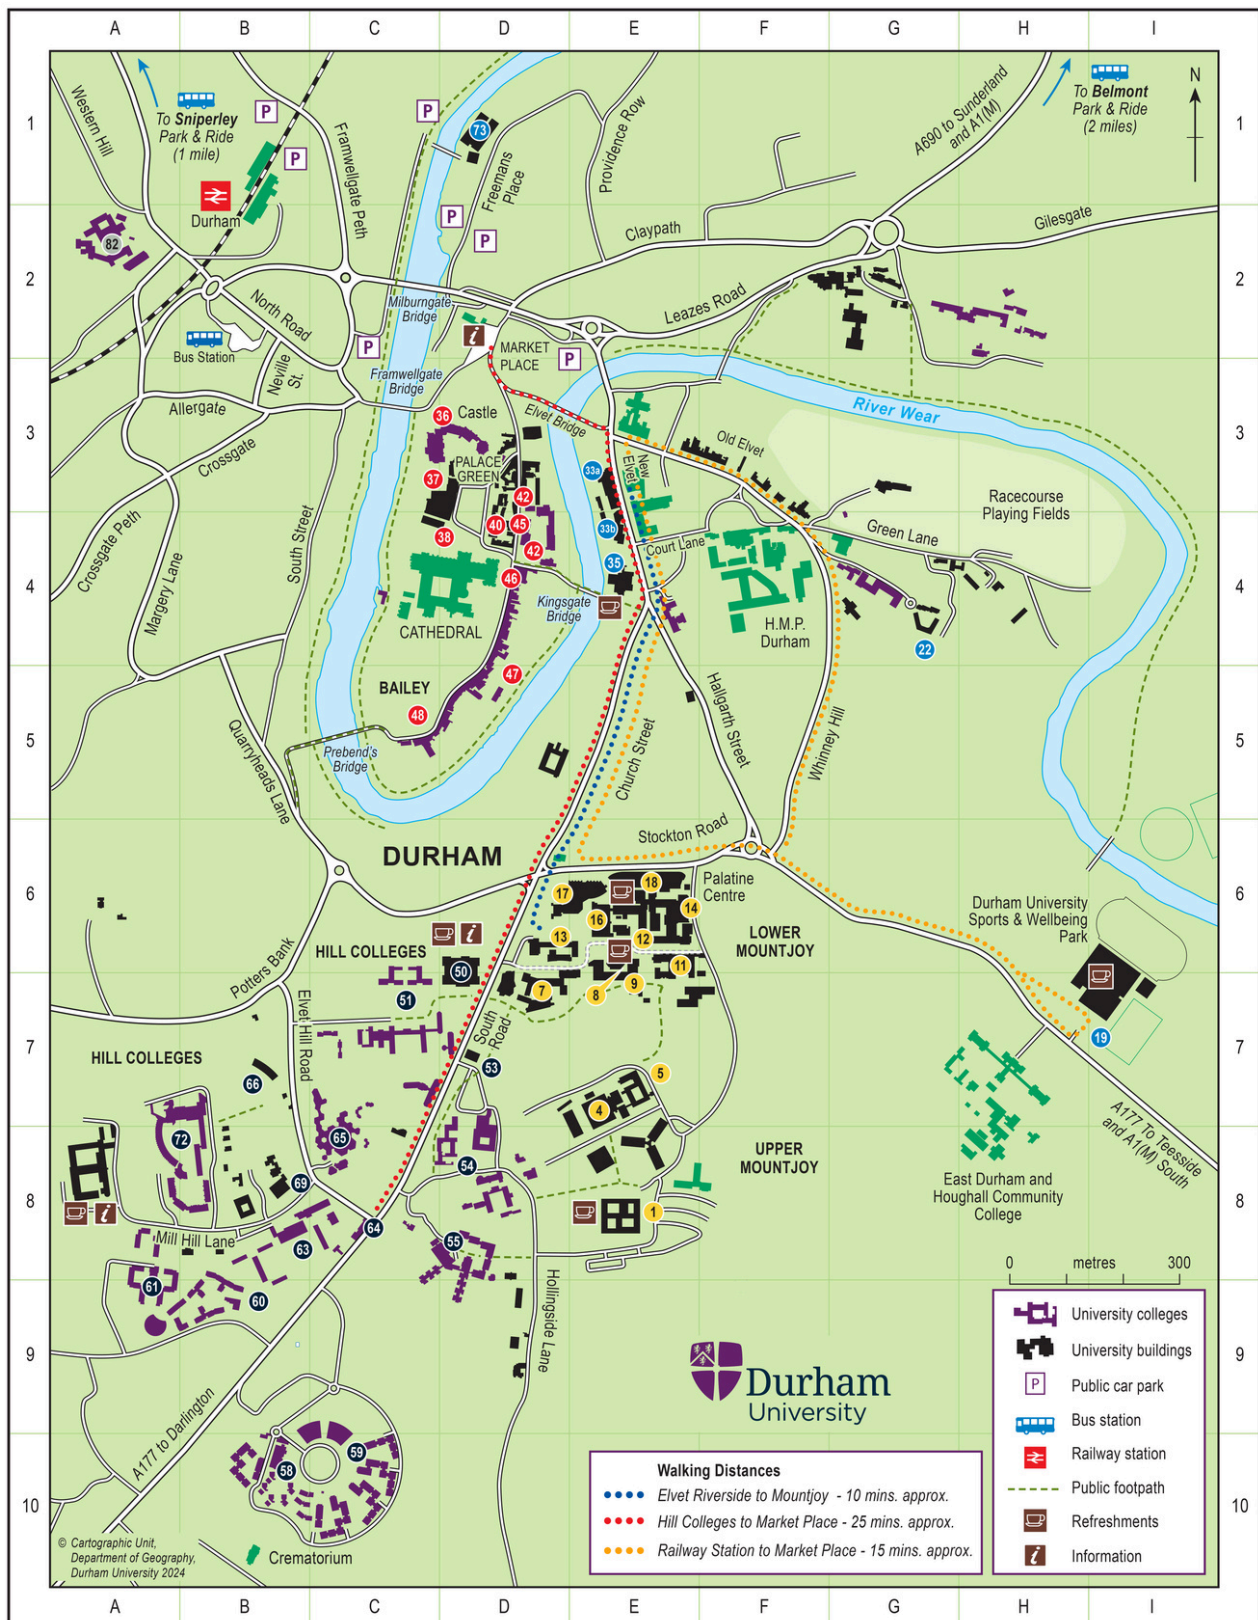 A B C D E F G H I
1
2
3
4
5
6
7
8
9
10
Western Hill
To Sniperley
Park & Ride
(1 mile)
P
P
P
Durham
Framwellgate Peth
73
Freemans
Place
Providence Row
To Belmont
Park & Ride
(2 miles)
A690 to Sunderland
and A1(M)
N
1
82
P
P
Claypath
Gilesgate
2
North Road
Milburngate
Bridge
Leazes Road
Bus Station
Neville
St.
P
i
MARKET
PLACE
P
Framwellgate
Bridge
Allergate
Crossgate
36
Castle
Elvet Bridge
River Wear
3
37
PALACE
GREEN
42
33a
New
Elvet
Old Elvet
Racecourse
Playing Fields
Crossgate Peth
South Street
40
45
38
42
33b
Court Lane
Green Lane
Margery Lane
46
35
4
CATHEDRAL
Kingsgate
Bridge
H.M.P.
Durham
22
BAILEY
47
48
Hallgarth Street
Quarryheads Lane
Prebend's
Bridge
Church Street
Whinney Hill
5
Stockton Road
DURHAM
17
18
Palatine
Centre
6
16
14
Durham University
Sports & Wellbeing
Park
Potters Bank
HILL COLLEGES
i
13
12
LOWER
MOUNTJOY
50
11
51
7
8
9
Elvet Hill Road
South
Road
19
7
HILL COLLEGES
53
5
66
4
A177 To Teesside
and A1(M) South
72
65
54
UPPER
MOUNTJOY
East Durham and
Houghall Community
College
69
i
1
8
Mill Hill Lane
64
63
55
61
60
Hollingside Lane
0 metres 300
University colleges
University buildings
P Public car park
Bus station
Railway station
Public footpath
Refreshments
i Information
9
Durham
University
A177 to Darlington
59
58
Walking Distances
Elvet Riverside to Mountjoy - 10 mins. approx.
Hill Colleges to Market Place - 25 mins. approx.
Railway Station to Market Place - 15 mins. approx.
10
Crematorium
© Cartographic Unit,
Department of Geography,
Durham University 2024
A B C D E F G H I